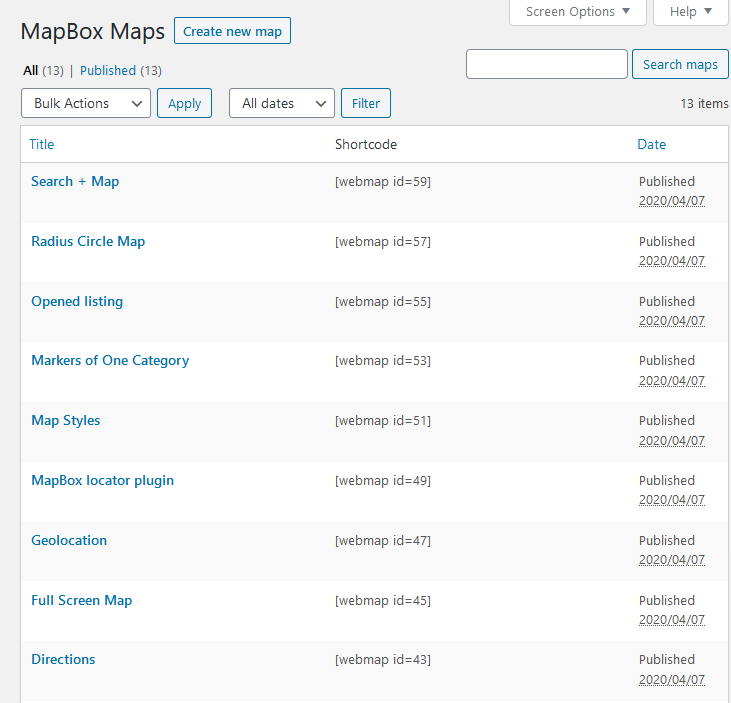 Screen Options Help
MapBox Maps Create new map
All (13) | Published (13)
Search maps
Bulk Actions Apply All dates Filter 13 items
Title Shortcode Date
Search + Map [webmap id=59] Published
2020/04/07
Radius Circle Map [webmap id=57] Published
2020/04/07
Opened listing [webmap id=55] Published
2020/04/07
Markers of One Category [webmap id=53] Published
2020/04/07
Map Styles [webmap id=51] Published
2020/04/07
MapBox locator plugin [webmap id=49] Published
2020/04/07
Geolocation [webmap id=47] Published
2020/04/07
Full Screen Map [webmap id=45] Published
2020/04/07
Directions [webmap id=43] Published
2020/04/07